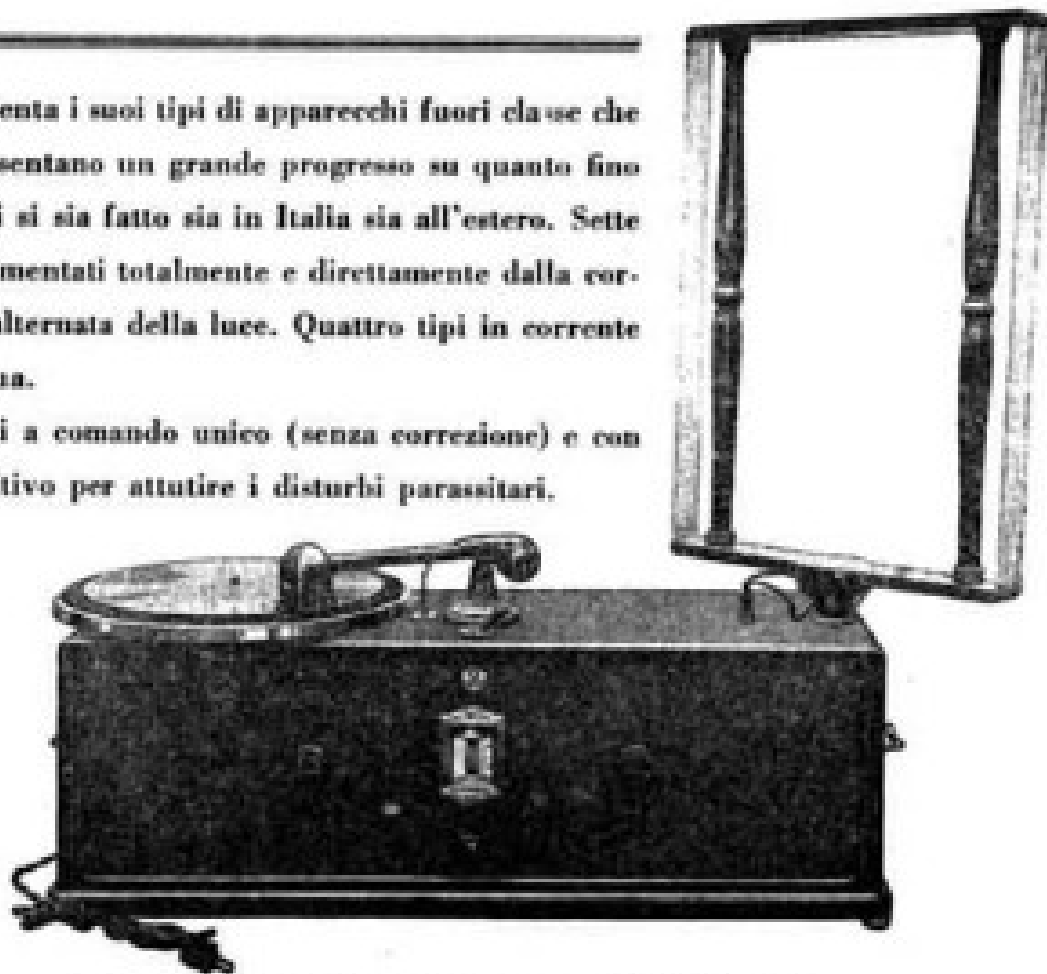 enta i suoi tipi di apparecchi fuori classe che
sentano un grande progresso su quanto fino
i si sia fatto sia in Italia sia all'estero. Sette
mentati totalmente e direttamente dalla cor-
alternata della luce. Quattro tipi in corrente
ua.
i a comando unico (senza correzione) e con
tivo per attutire i disturbi parassitari.